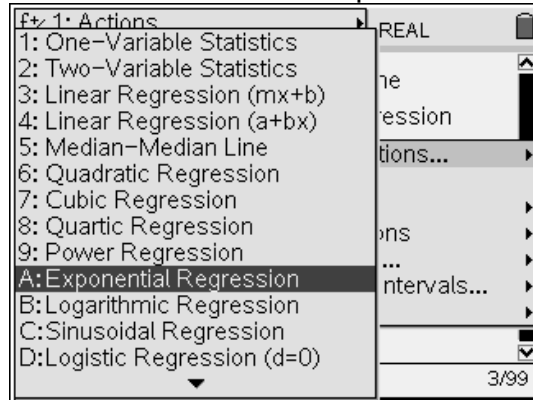 f% 1: Actions
REAL
1: One-Variable Statistics
2: Two-Variable Statistics
3: Linear Regression (mx+b)
4: Linear Regression (a+bx)
5: Median-Median Line
6: Quadratic Regression
7: Cubic Regression
8: Quartic Regression
9: Power Regression
A:Exponential Regression
B:Logarithmic Regression
C:Sinusoidal Regression
D:Logistic Regression (d=0)
ne
ression
tions...
ons
...
ntervals...
3/99